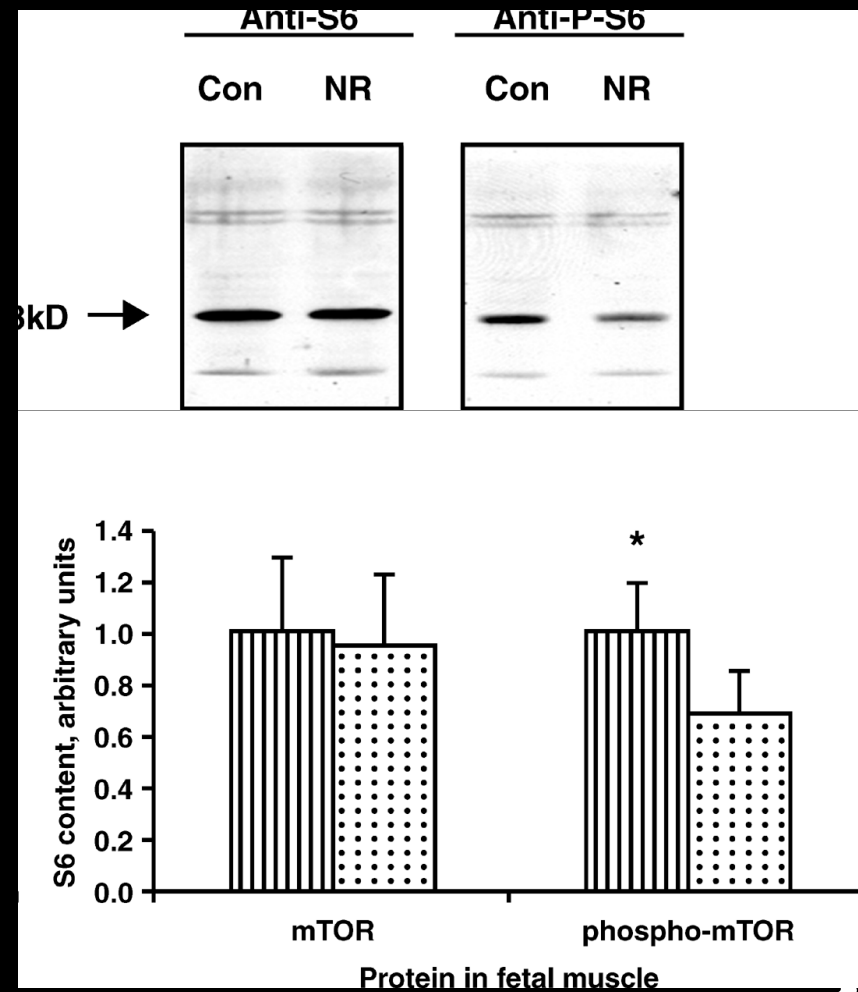 Anti-S6 Anti-P-S6
Con NR Con NR
kD
1.4
1.2
1.0
0.8
0.6
0.4
0.2
0.0
S6 content, arbitrary units
*
mTOR phospho-mTOR
Protein in fetal muscle